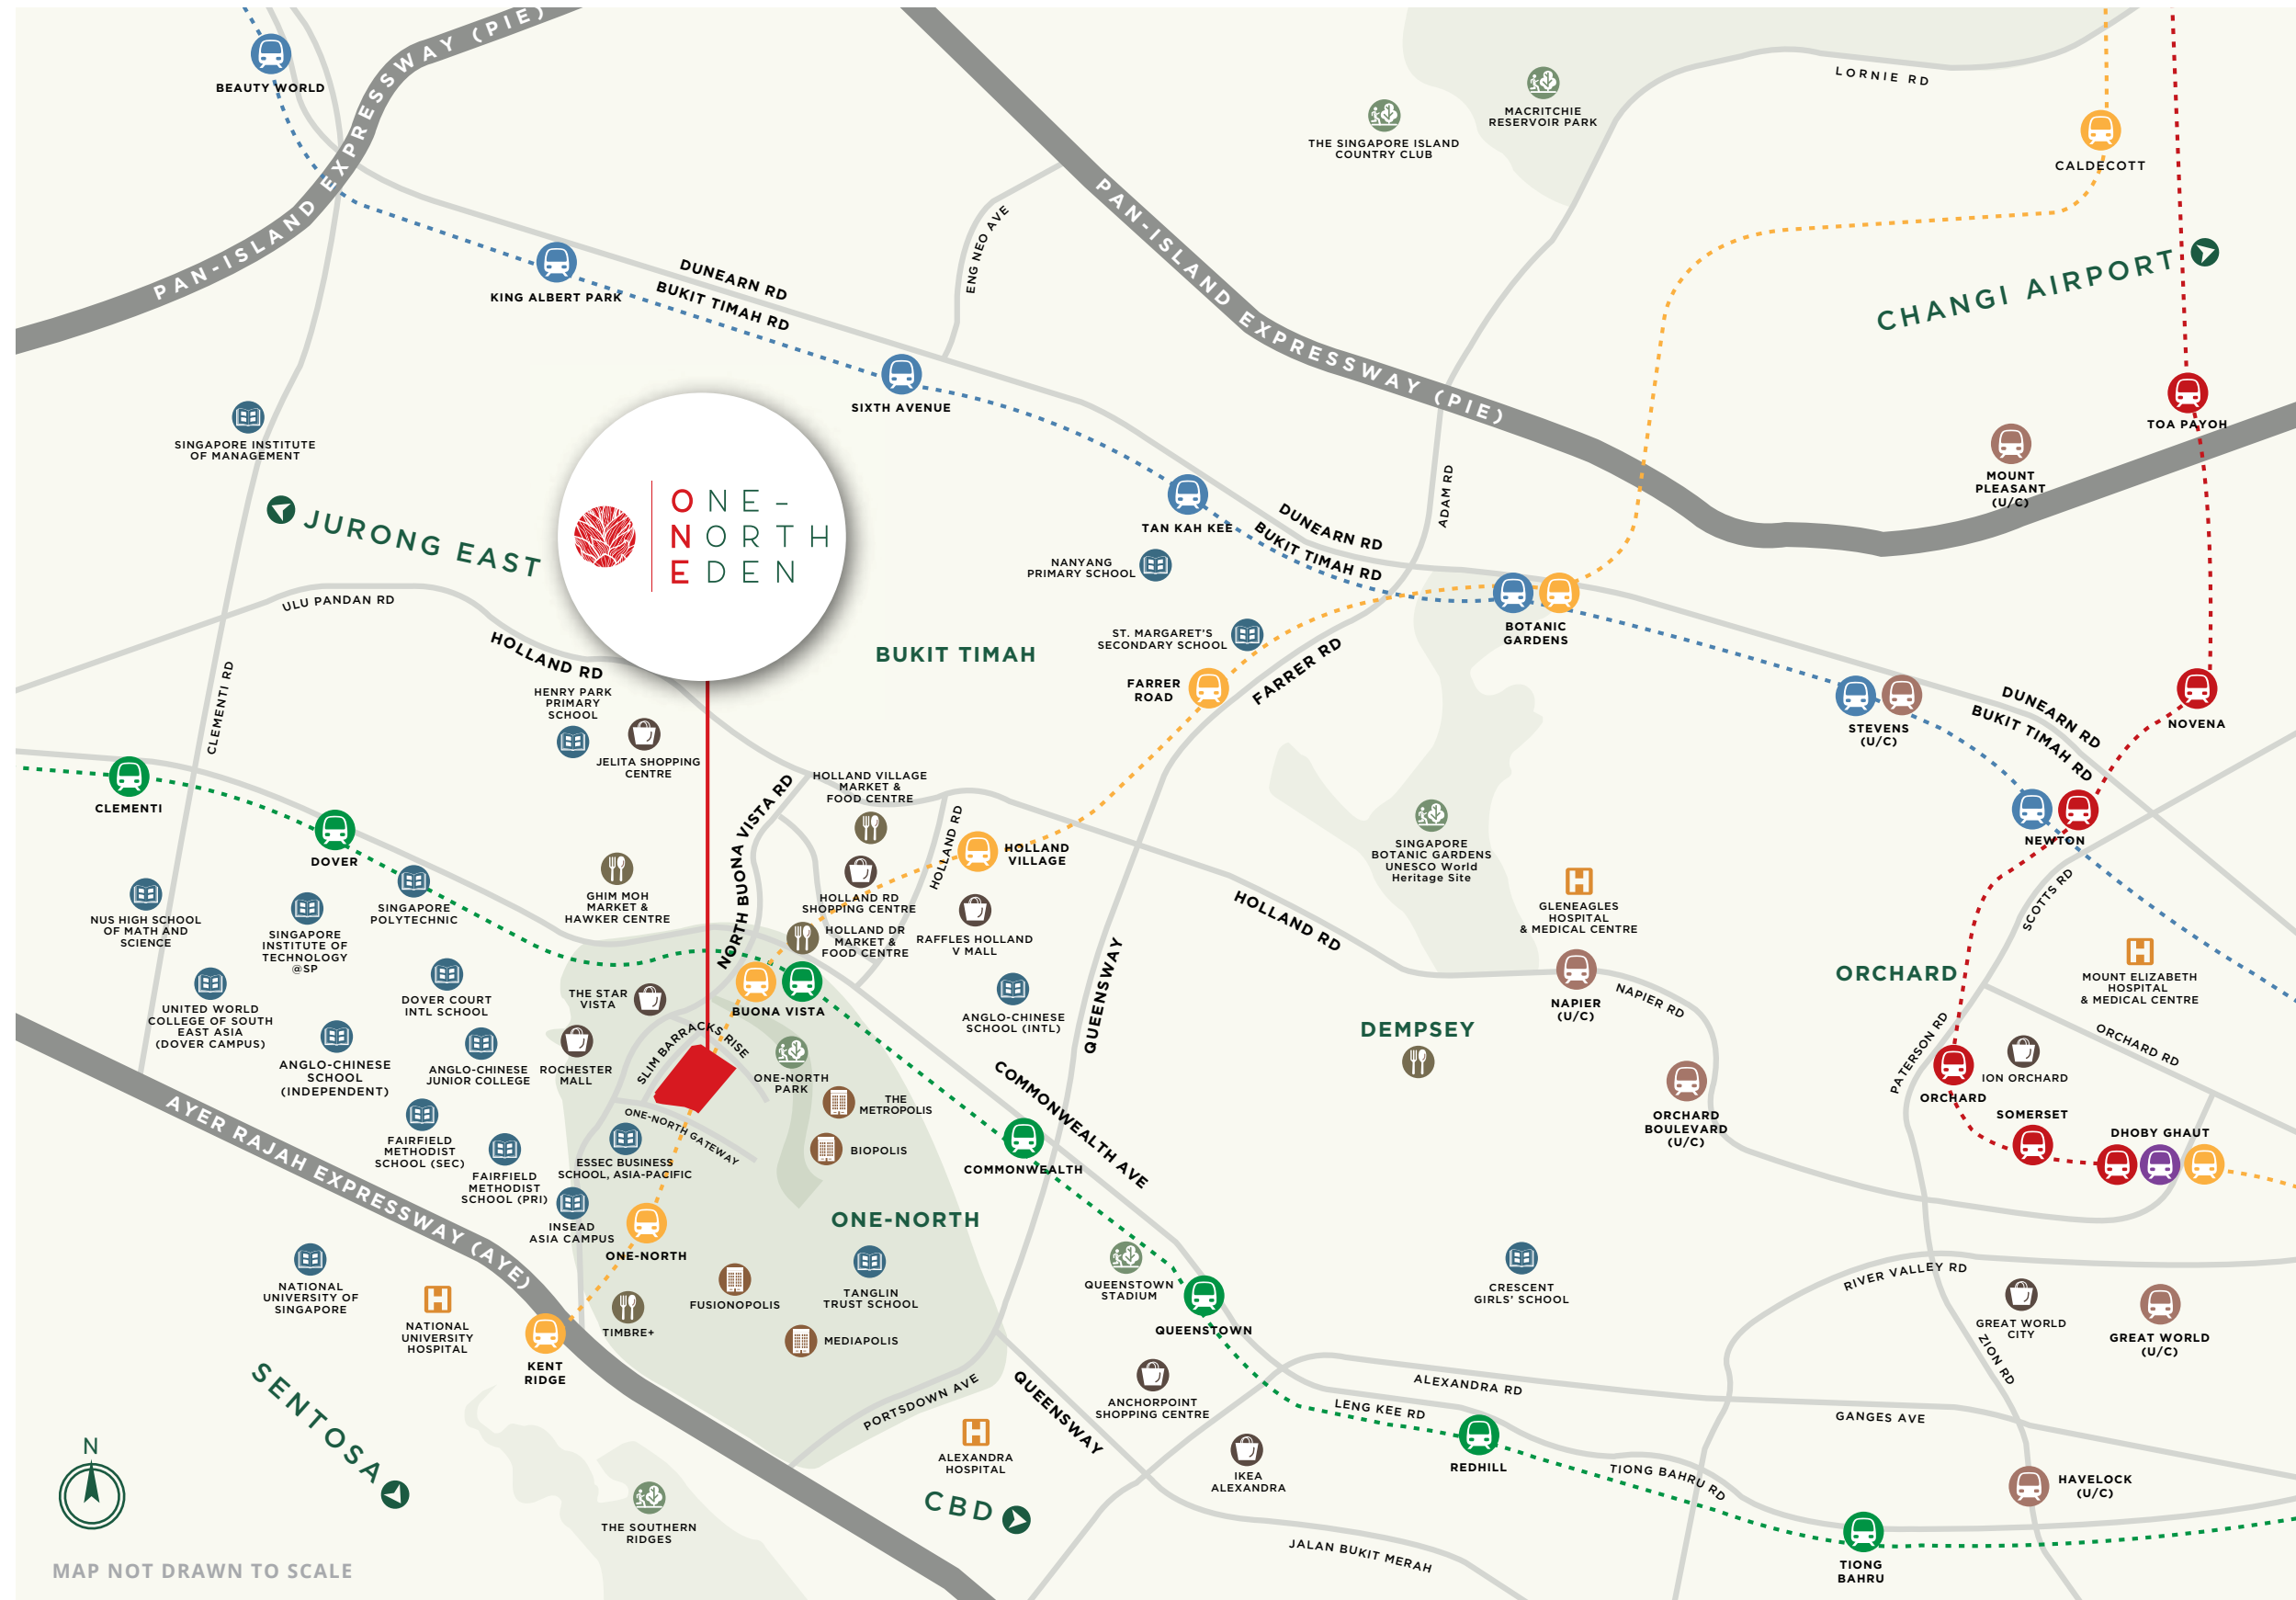 PAN-ISLAND EXPRESSWAY (PIE)
BEAUTY WORLD
LORNIE RD
MACRITCHIE
RESERVOIR PARK
THE SINGAPORE ISLAND
COUNTRY CLUB
CALDECOTT
PAN-ISLAND EXPRESSWAY (PIE)
ENG NEO AVE
CHANGI AIRPORT
KING ALBERT PARK
DUNEARN RD
BUKIT TIMAH RD
SIXTH AVENUE
TOA PAYOH
SINGAPORE INSTITUTE
OF MANAGEMENT
MOUNT
PLEASANT
(U/C)
ADAM RD
JURONG EAST
ONE-
NORTH
EDEN
TAN KAH KEE
DUNEARN RD
BUKIT TIMAH RD
NANYANG
PRIMARY SCHOOL
ULU PANDAN RD
HOLLAND RD
BUKIT TIMAH
ST. MARGARET'S
SECONDARY SCHOOL
BOTANIC
GARDENS
FARRER
ROAD
FARRER RD
CLEMENTI RD
HENRY PARK
PRIMARY
SCHOOL
JELITA SHOPPING
CENTRE
STEVENS
(U/C)
DUNEARN RD
BUKIT TIMAH RD
NOVENA
CLEMENTI
DOVER
NORTH BUONA VISTA RD
HOLLAND VILLAGE
MARKET &
FOOD CENTRE
HOLLAND RD
HOLLAND
VILLAGE
SINGAPORE
BOTANIC GARDENS
UNESCO World
Heritage Site
NEWTON
SCOTTS RD
NUS HIGH SCHOOL
OF MATH AND
SCIENCE
SINGAPORE
INSTITUTE OF
TECHNOLOGY
@SP
SINGAPORE
POLYTECHNIC
GHIM MOH
MARKET &
HAWKER CENTRE
HOLLAND RD
SHOPPING CENTRE
HOLLAND DR
MARKET &
FOOD CENTRE
RAFFLES HOLLAND
V MALL
HOLLAND RD
GLENEAGLES
HOSPITAL
& MEDICAL CENTRE
QUEENSWAY
ORCHARD
MOUNT ELIZABETH
HOSPITAL
& MEDICAL CENTRE
UNITED WORLD
COLLEGE OF SOUTH
EAST ASIA
(DOVER CAMPUS)
DOVER COURT
INTL SCHOOL
THE STAR
VISTA
BUONA VISTA
ANGLO-CHINESE
SCHOOL (INTL)
NAPIER
(U/C)
NAPIER RD
DEMPSEY
PATERSON RD
ORCHARD RD
ANGLO-CHINESE
SCHOOL
(INDEPENDENT)
ANGLO-CHINESE
JUNIOR COLLEGE
ROCHESTER
MALL
SLIM BARRACKS RISE
ONE-NORTH
PARK
COMMONWEALTH AVE
ION ORCHARD
ORCHARD
SOMERSET
DHOBY GHAUT
ORCHARD
BOULEVARD
(U/C)
AYER RAJAH EXPRESSWAY (AYE)
FAIRFIELD
METHODIST
SCHOOL (SEC)
FAIRFIELD
METHODIST
SCHOOL (PRI)
ONE-NORTH GATEWAY
THE
METROPOLIS
BIOPOLIS
ESSEC BUSINESS
SCHOOL, ASIA-PACIFIC
COMMONWEALTH
INSEAD
ASIA CAMPUS
ONE-NORTH
ONE-NORTH
NATIONAL
UNIVERSITY OF
SINGAPORE
NATIONAL
UNIVERSITY
HOSPITAL
KENT
RIDGE
TIMBRE+
FUSIONOPOLIS
TANGLIN
TRUST SCHOOL
MEDIAPOLIS
QUEENSTOWN
STADIUM
QUEENSTOWN
CRESCENT
GIRLS' SCHOOL
RIVER VALLEY RD
GREAT WORLD
CITY
GREAT WORLD
(U/C)
ZION RD
SENTOSA
PORTSDOWN AVE
QUEENSWAY
ANCHORPOINT
SHOPPING CENTRE
ALEXANDRA RD
LENG KEE RD
GANGES AVE
ALEXANDRA
HOSPITAL
IKEA
ALEXANDRA
REDHILL
TIONG BAHRU RD
HAVELOCK
(U/C)
N
THE SOUTHERN
RIDGES
CBD
JALAN BUKIT MERAH
TIONG
BAHRU
MAP NOT DRAWN TO SCALE